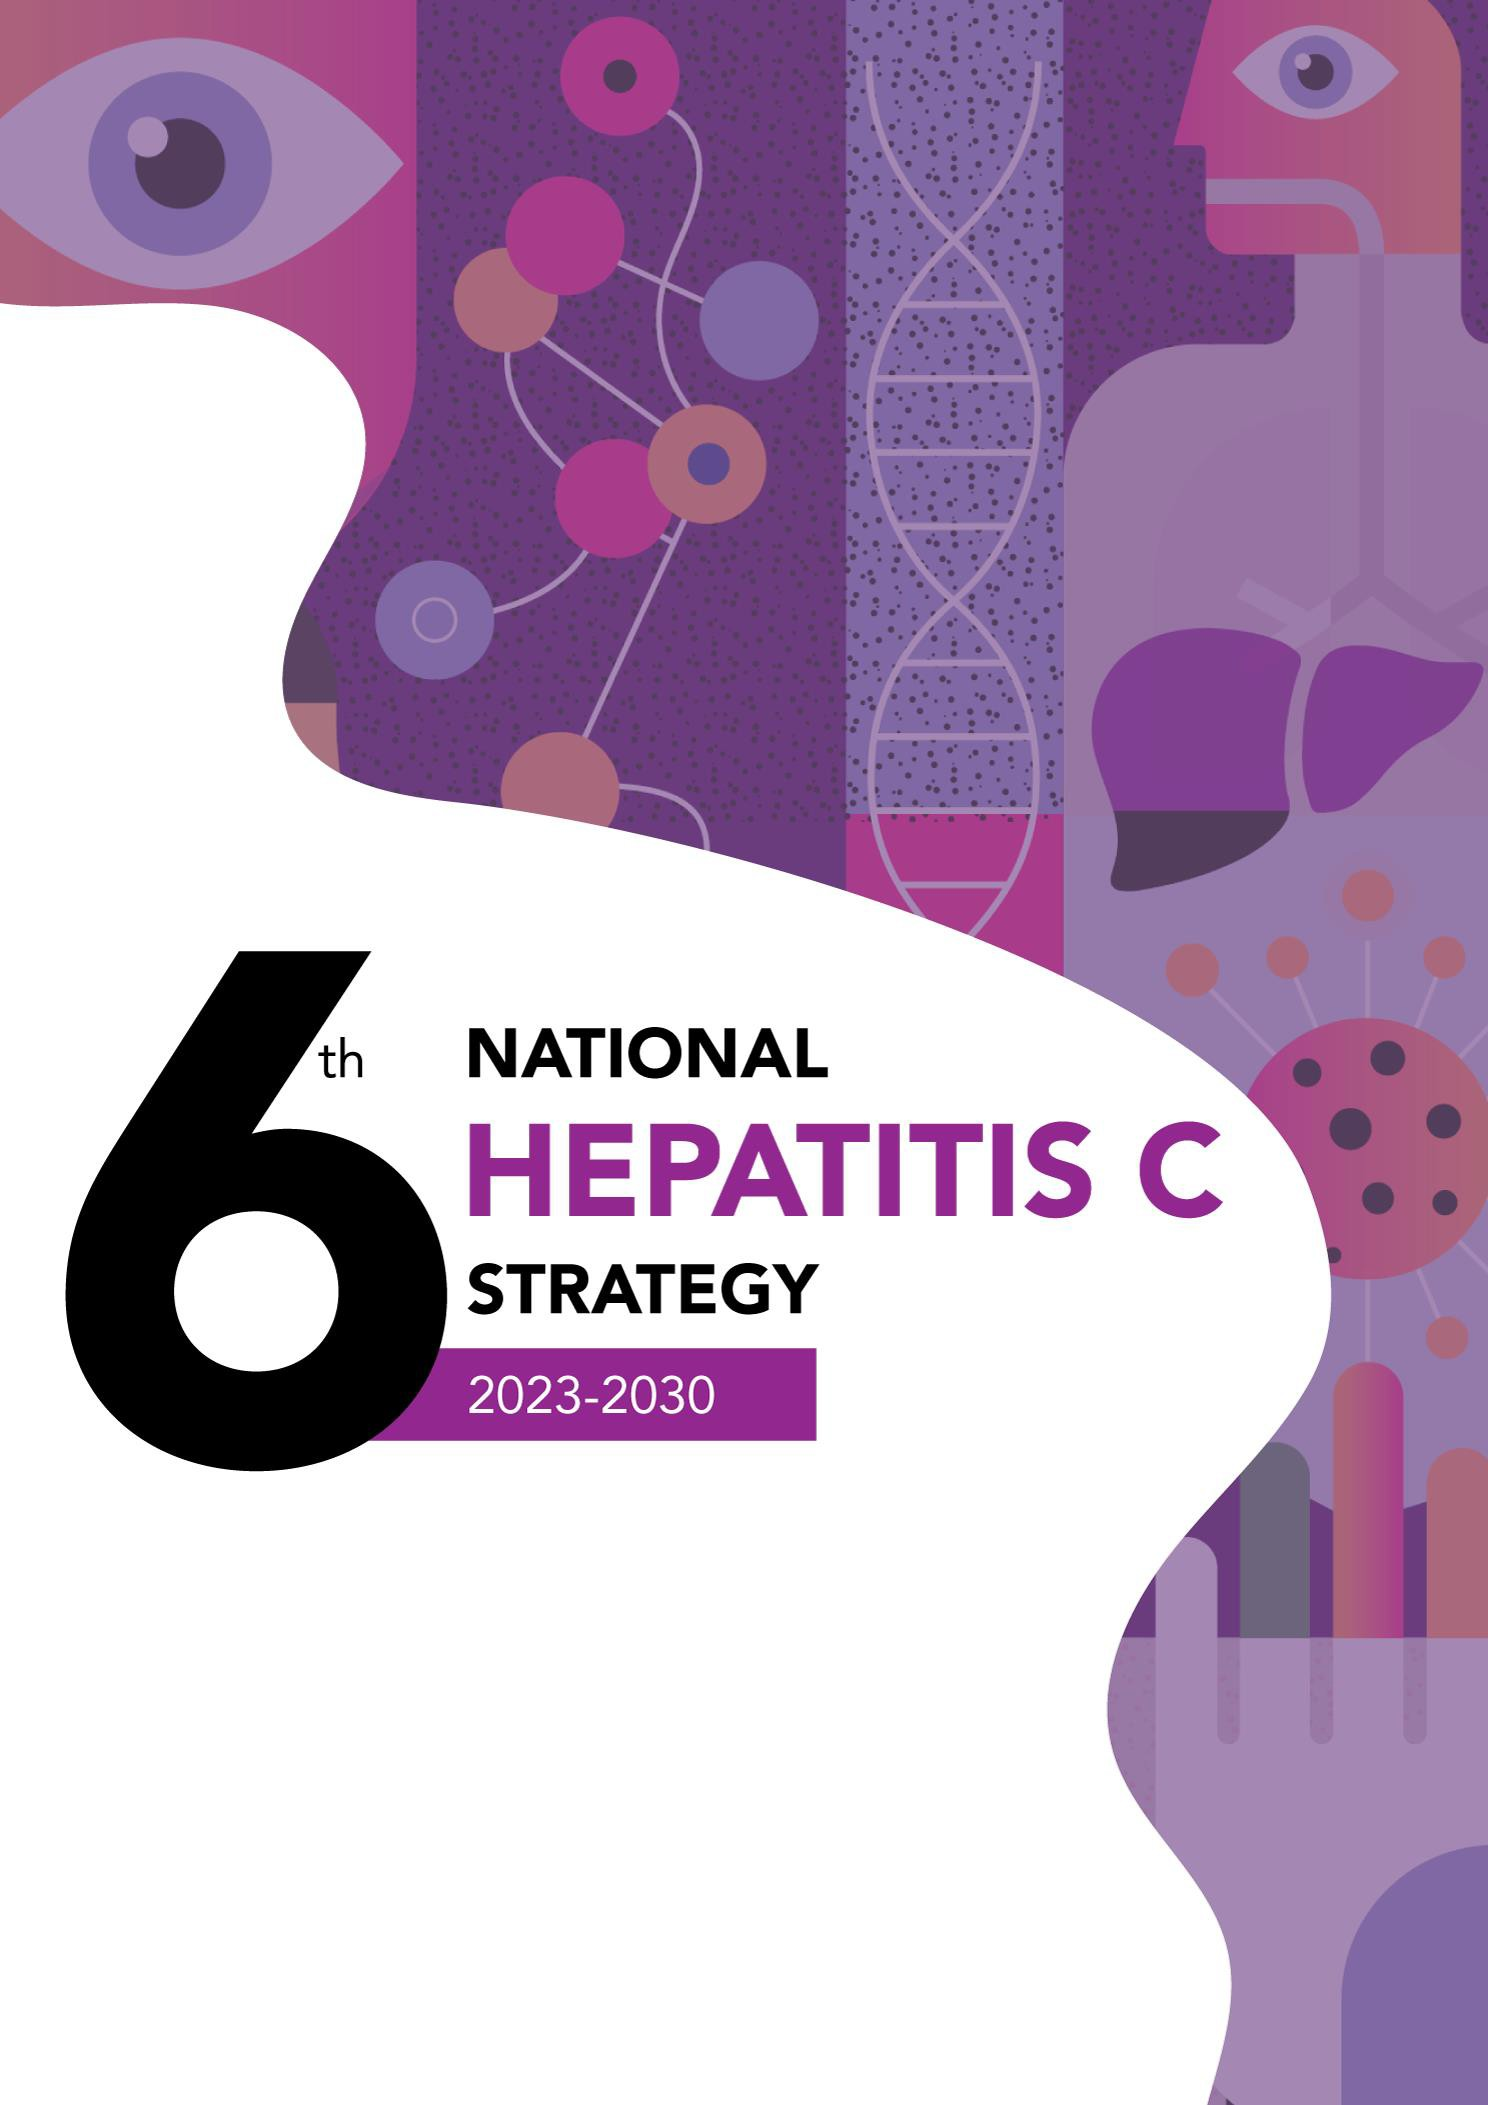 6th
NATIONAL
HEPATITIS C
STRATEGY
2023-2030